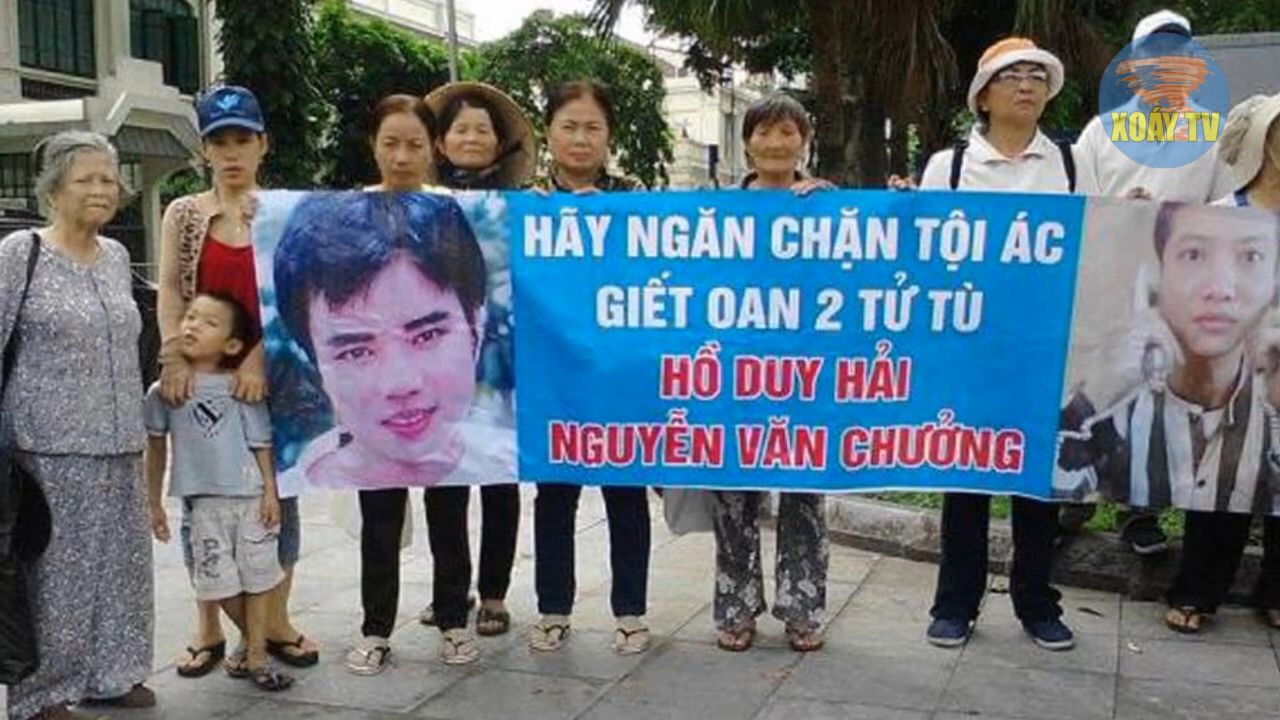 XOÁY TV
HÃY NGĂN CHẶN TỘI ÁC
GIẾT OAN 2 TỬ TÙ
HỒ DUY HẢI
NGUYỄN VĂN CHƯỞNG